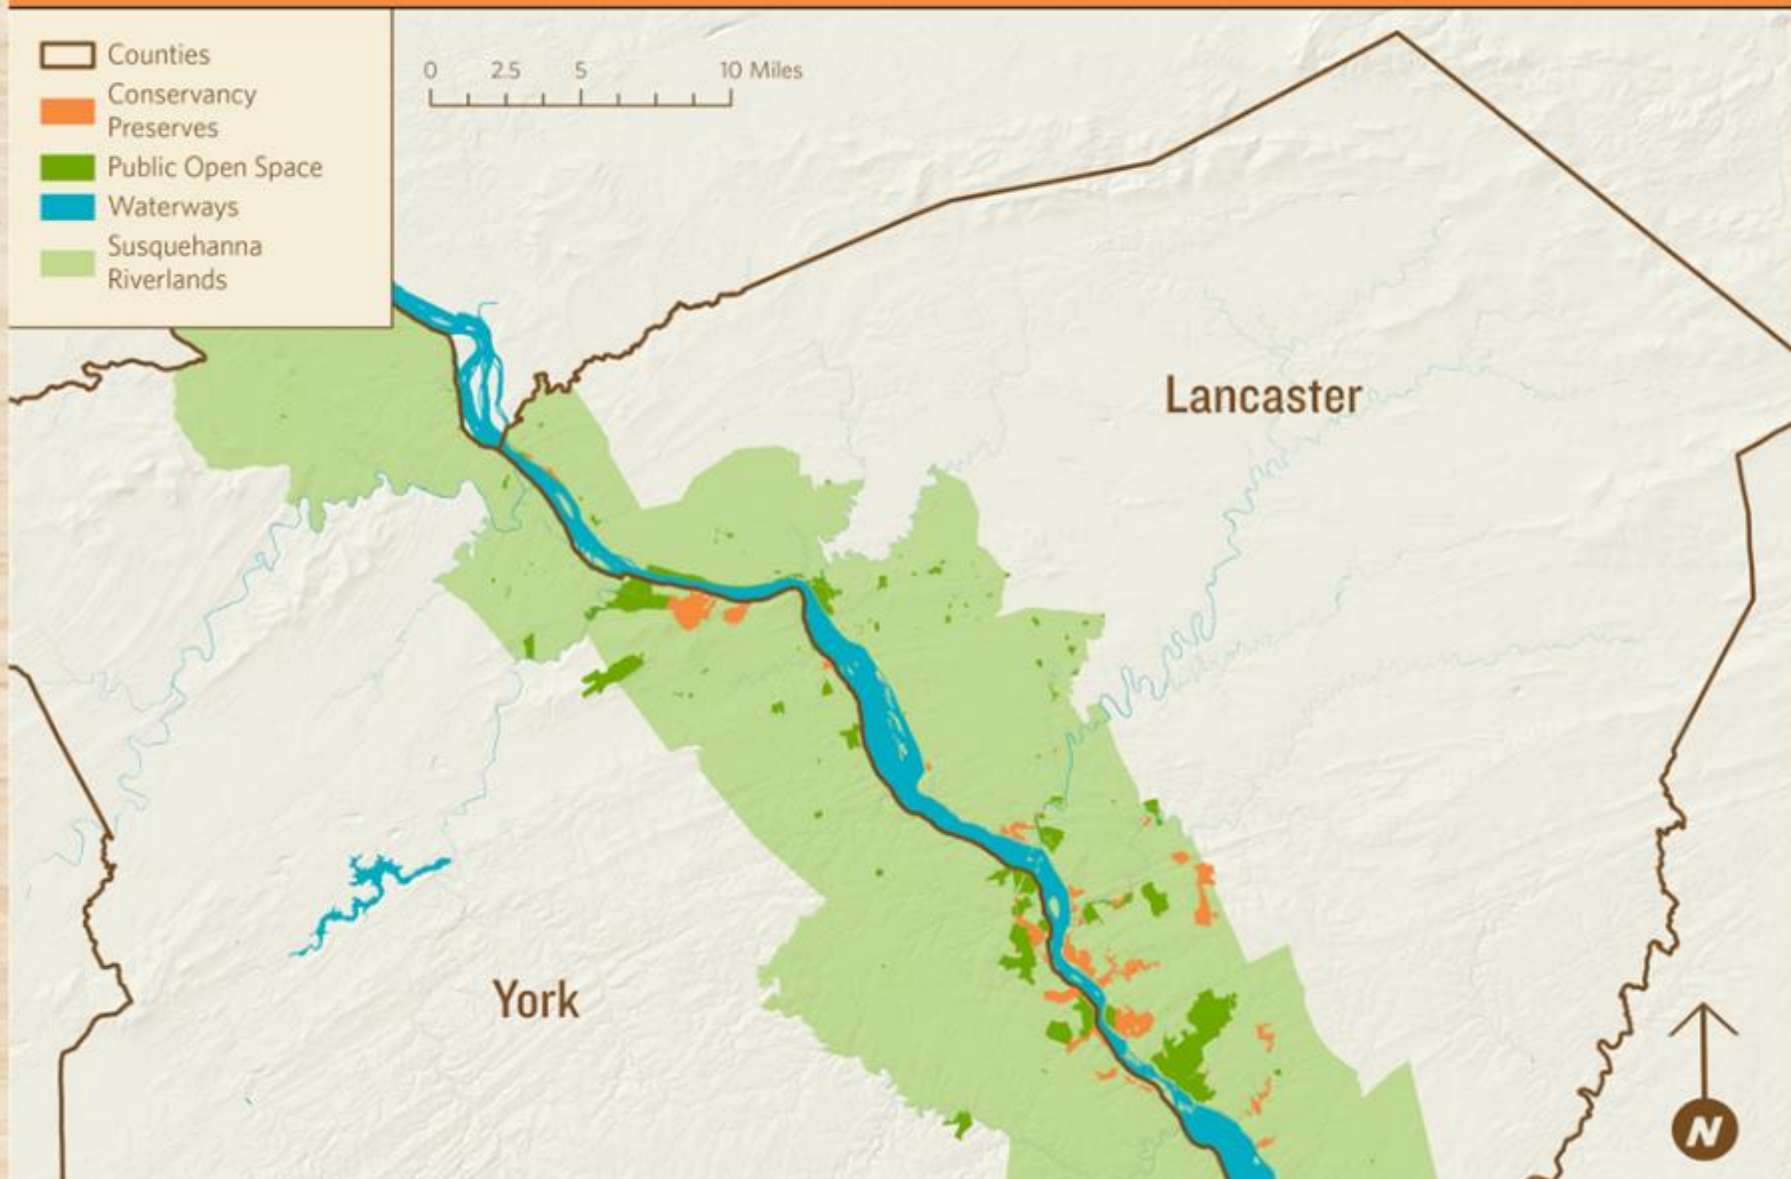 Counties
Conservancy
Preserves
Public Open Space
Waterways
Susquehanna
Riverlands
0 2.5 5 10 Miles
Lancaster
York
N